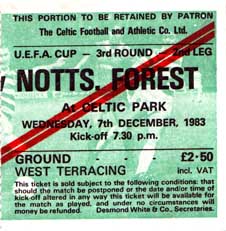 THIS PORTION TO BE RETAINED BY PATRON
The Celtic Football and Athletic Co. Ltd.
U.E.F.A. CUP — 3rd ROUND — 2nd LEG
NOTTS. FOREST
At CELTIC PARK
WEDNESDAY, 7th DECEMBER, 1983
Kick-off 7.30 p.m.
GROUND - - £2·50
WEST TERRACING incl. VAT
This ticket is sold subject to the following conditions: that
should the match be postponed or the date and/or time of
kick-off altered in any way this ticket will be available for
the match as played, and under no circumstances will
money be refunded. Desmond White & Co., Secretaries.